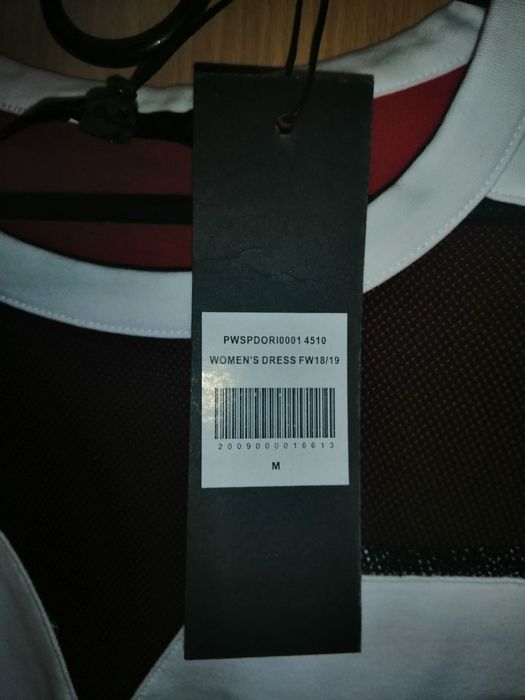 PWSPDORI0001 4510
WOMEN'S DRESS FW18/19
2009000016613
M